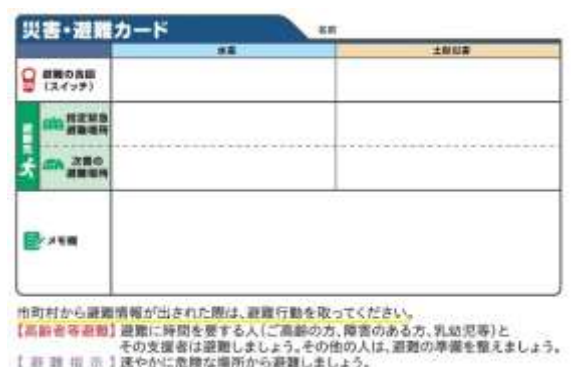 災害・避難カード
名前
水害 土砂災害
避難の合図
(スイッチ)
避難先
指定緊急
避難場所
次善の
避難場所
メモ欄
市町村から避難情報が出された際は、避難行動を取ってください。
【高齢者等避難】避難に時間を要する人(ご高齢の方、障害のある方、乳幼児等)と
その支援者は避難しましょう。その他の人は、避難の準備を整えましょう。
【避難指示】速やかに危険な場所から避難しましょう。